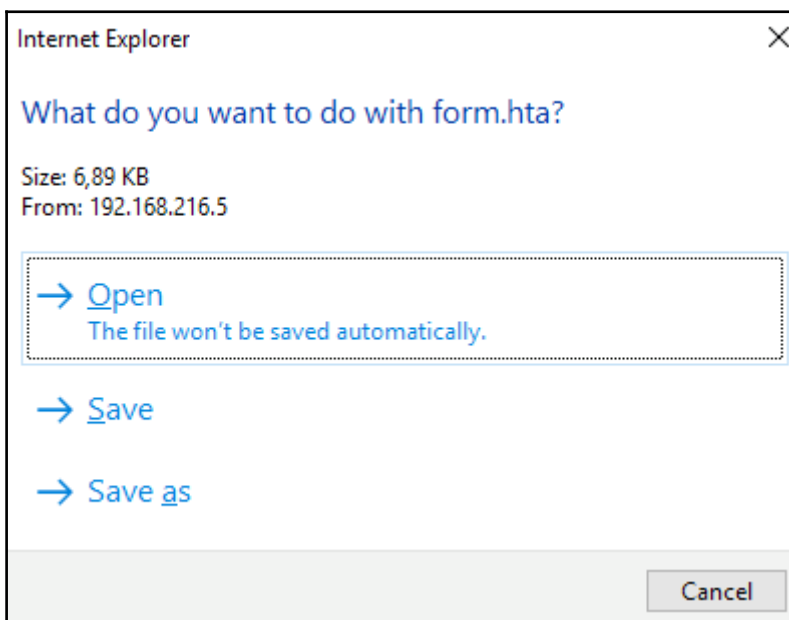 Internet Explorer
What do you want to do with form.hta?
Size: 6,89 KB
From: 192.168.216.5
→ Open
The file won't be saved automatically.
→ Save
→ Save as
Cancel